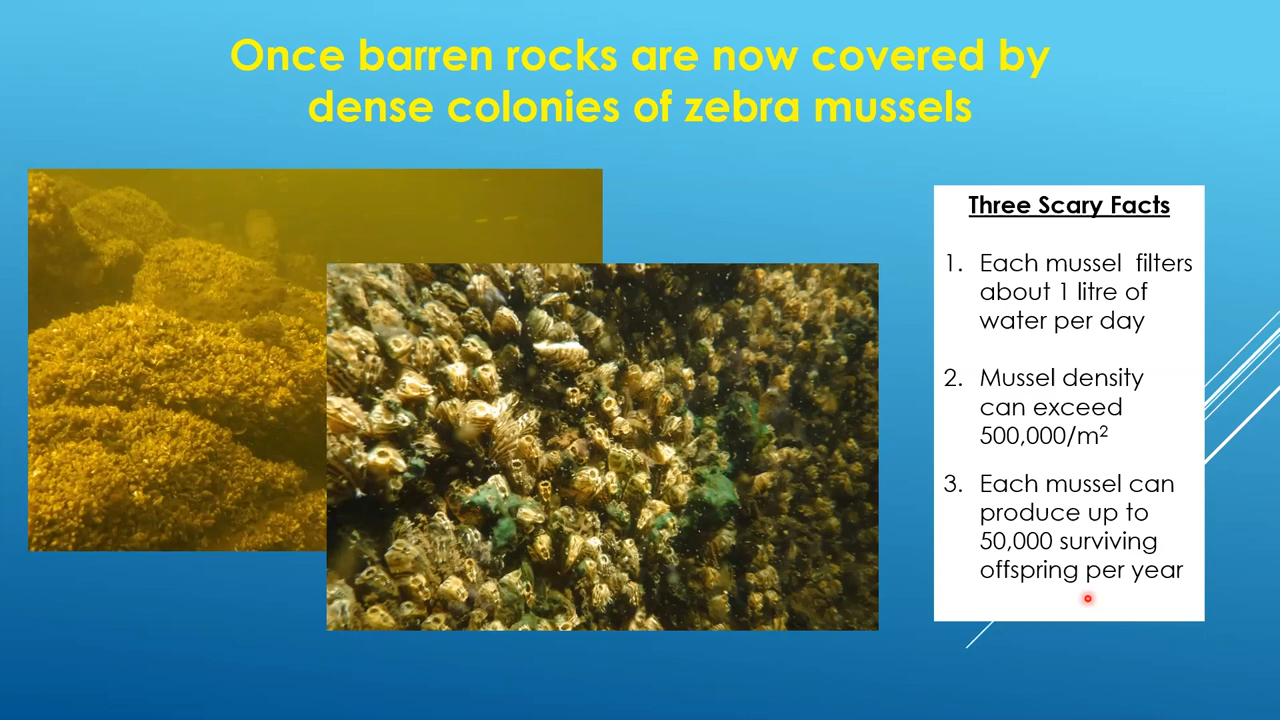 Once barren rocks are now covered by
dense colonies of zebra mussels
Three Scary Facts
1. Each mussel filters
about 1 litre of
water per day
2. Mussel density
can exceed
500,000/m²
3. Each mussel can
produce up to
50,000 surviving
offspring per year